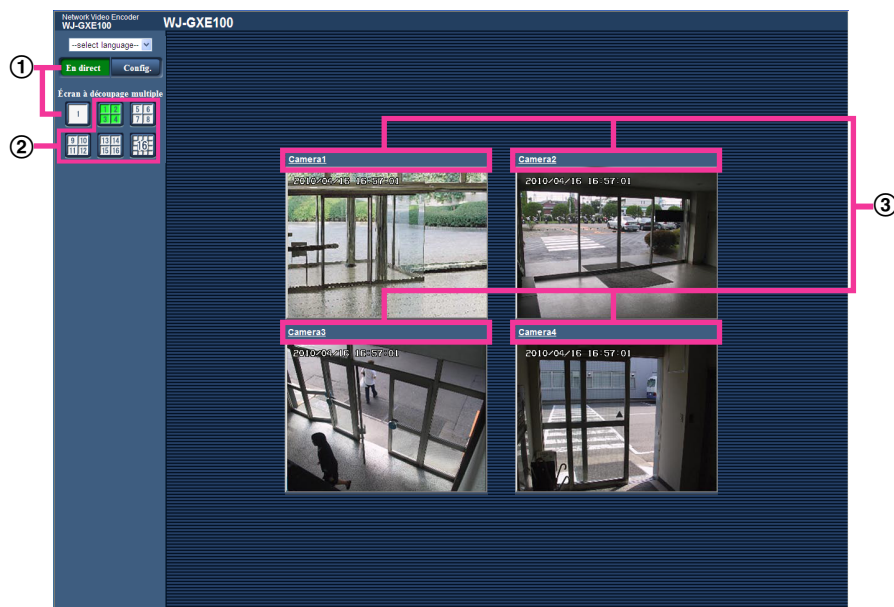 Network Video Encoder
WJ-GXE100
WJ-GXE100
--select language--
① En direct Config.
Écran à découpage multiple
1 1 2 3 4 5 6 7 8
② 9 10 11 12 13 14 15 16 16
③
Camera1 Camera2
2010/04/16 16:57:01 2010/04/16 16:57:01
Camera3 Camera4
2010/04/16 16:57:01 2010/04/16 16:57:01